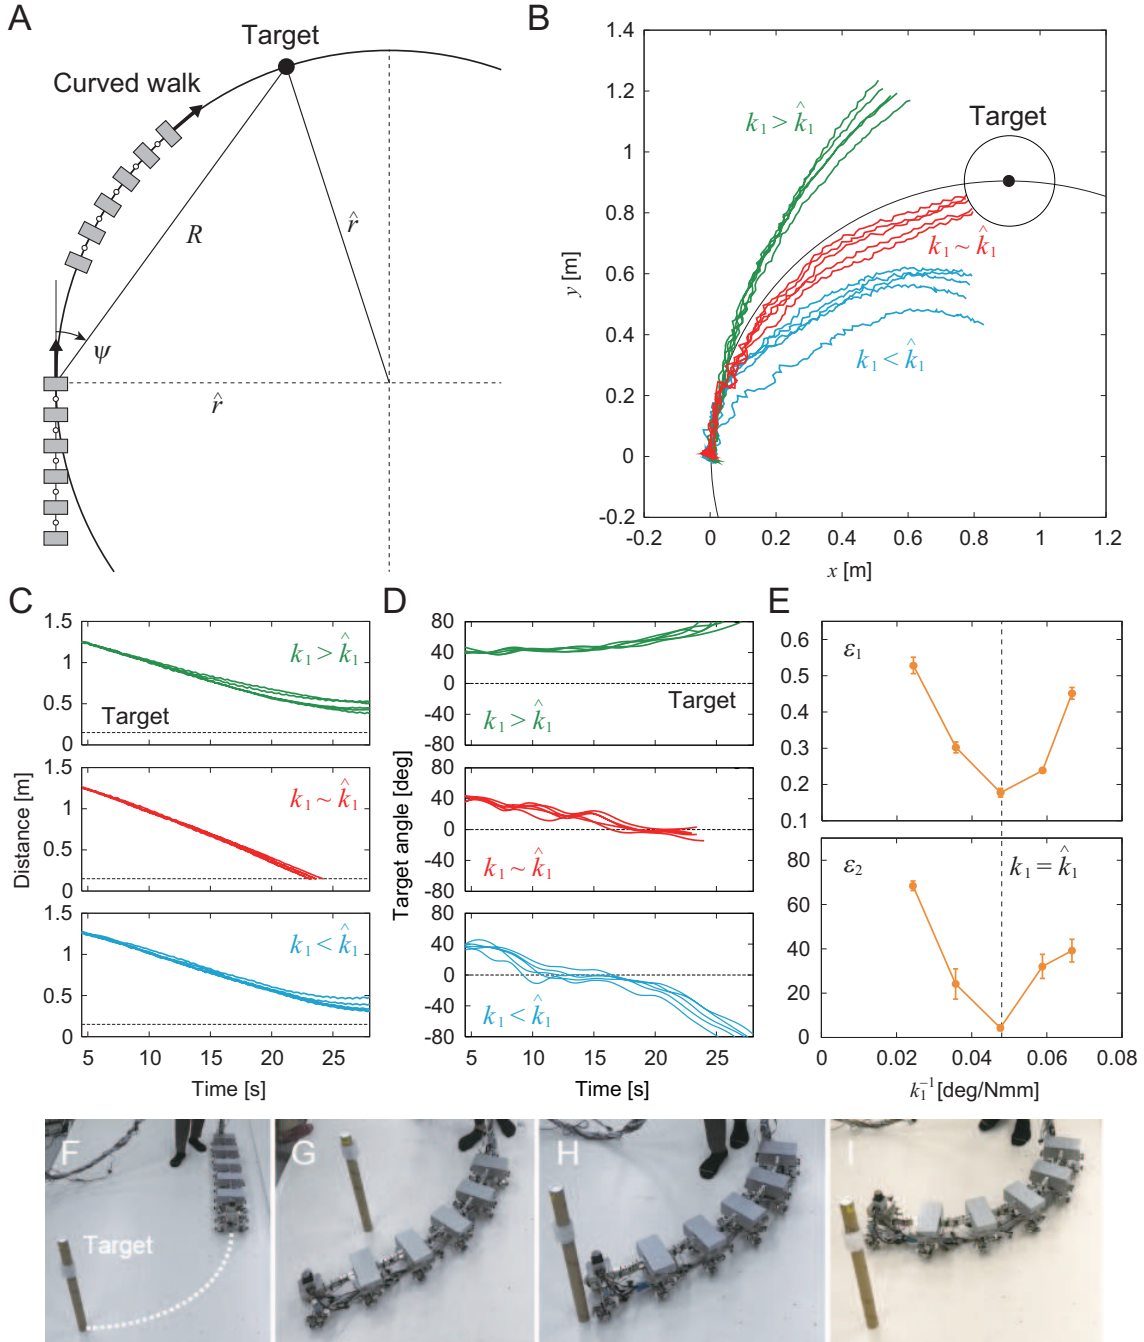 A
Target
Curved walk
R
r̂
ψ
r̂
B
1.4
1.2
1
0.8
0.6
0.4
0.2
0
-0.2
y [m]
k₁ > k̂₁
Target
k₁ ~ k̂₁
k₁ < k̂₁
-0.2 0 0.2 0.4 0.6 0.8 1 1.2
x [m]
C
Distance [m]
1.5
1
0.5
0
k₁ > k̂₁
Target
1.5
1
0.5
0
k₁ ~ k̂₁
1.5
1
0.5
0
k₁ < k̂₁
5 10 15 20 25
Time [s]
D
Target angle [deg]
80
40
0
-40
-80
Target
k₁ > k̂₁
80
40
0
-40
-80
k₁ ~ k̂₁
80
40
0
-40
-80
k₁ < k̂₁
5 10 15 20 25
Time [s]
E
0.6
0.5
0.4
0.3
0.2
0.1
ε₁
80
60
40
20
0
ε₂
k₁ = k̂₁
0 0.02 0.04 0.06 0.08
k₁⁻¹ [deg/Nmm]
F
Target
G
H
I